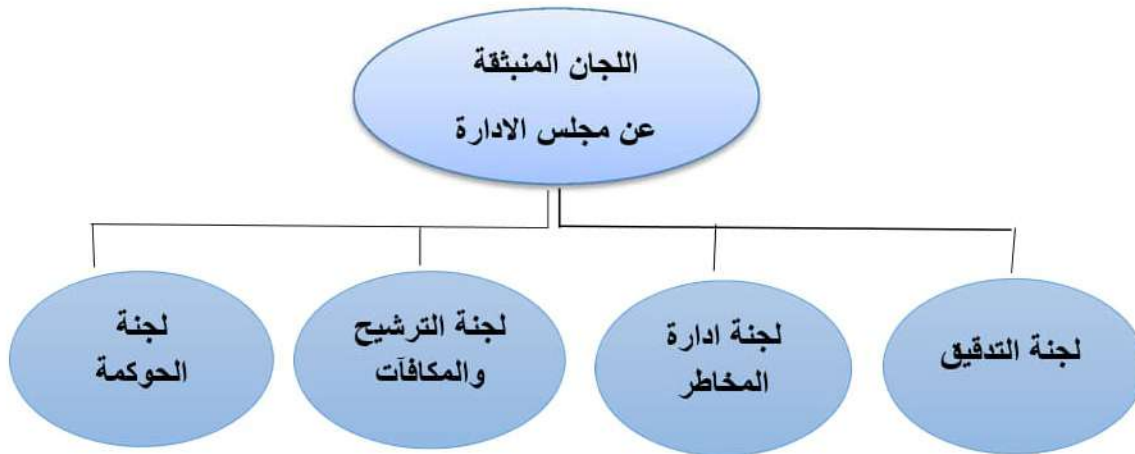 اللجان المنبثقة
عن مجلس الادارة
لجنة التدقيق
لجنة ادارة
المخاطر
لجنة الترشيح
والمكافآت
لجنة
الحوكمة